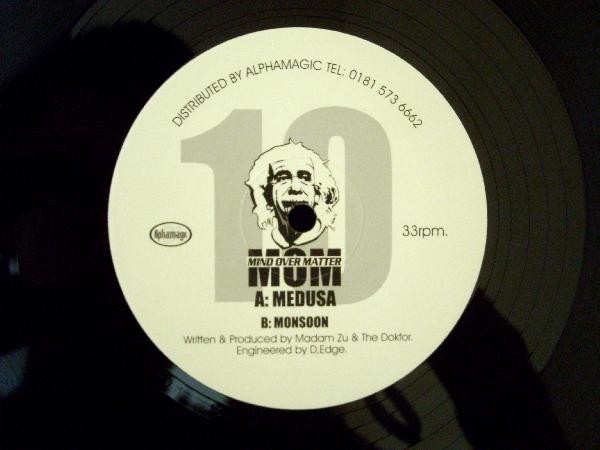 DISTRIBUTED BY ALPHAMAGIC TEL: 0181 573 6662
10
Alphamagic
33rpm.
MIND OVER MATTER
MOM
A: MEDUSA
B: MONSOON
Written & Produced by Madam Zu & The Doktor.
Engineered by D.Edge.